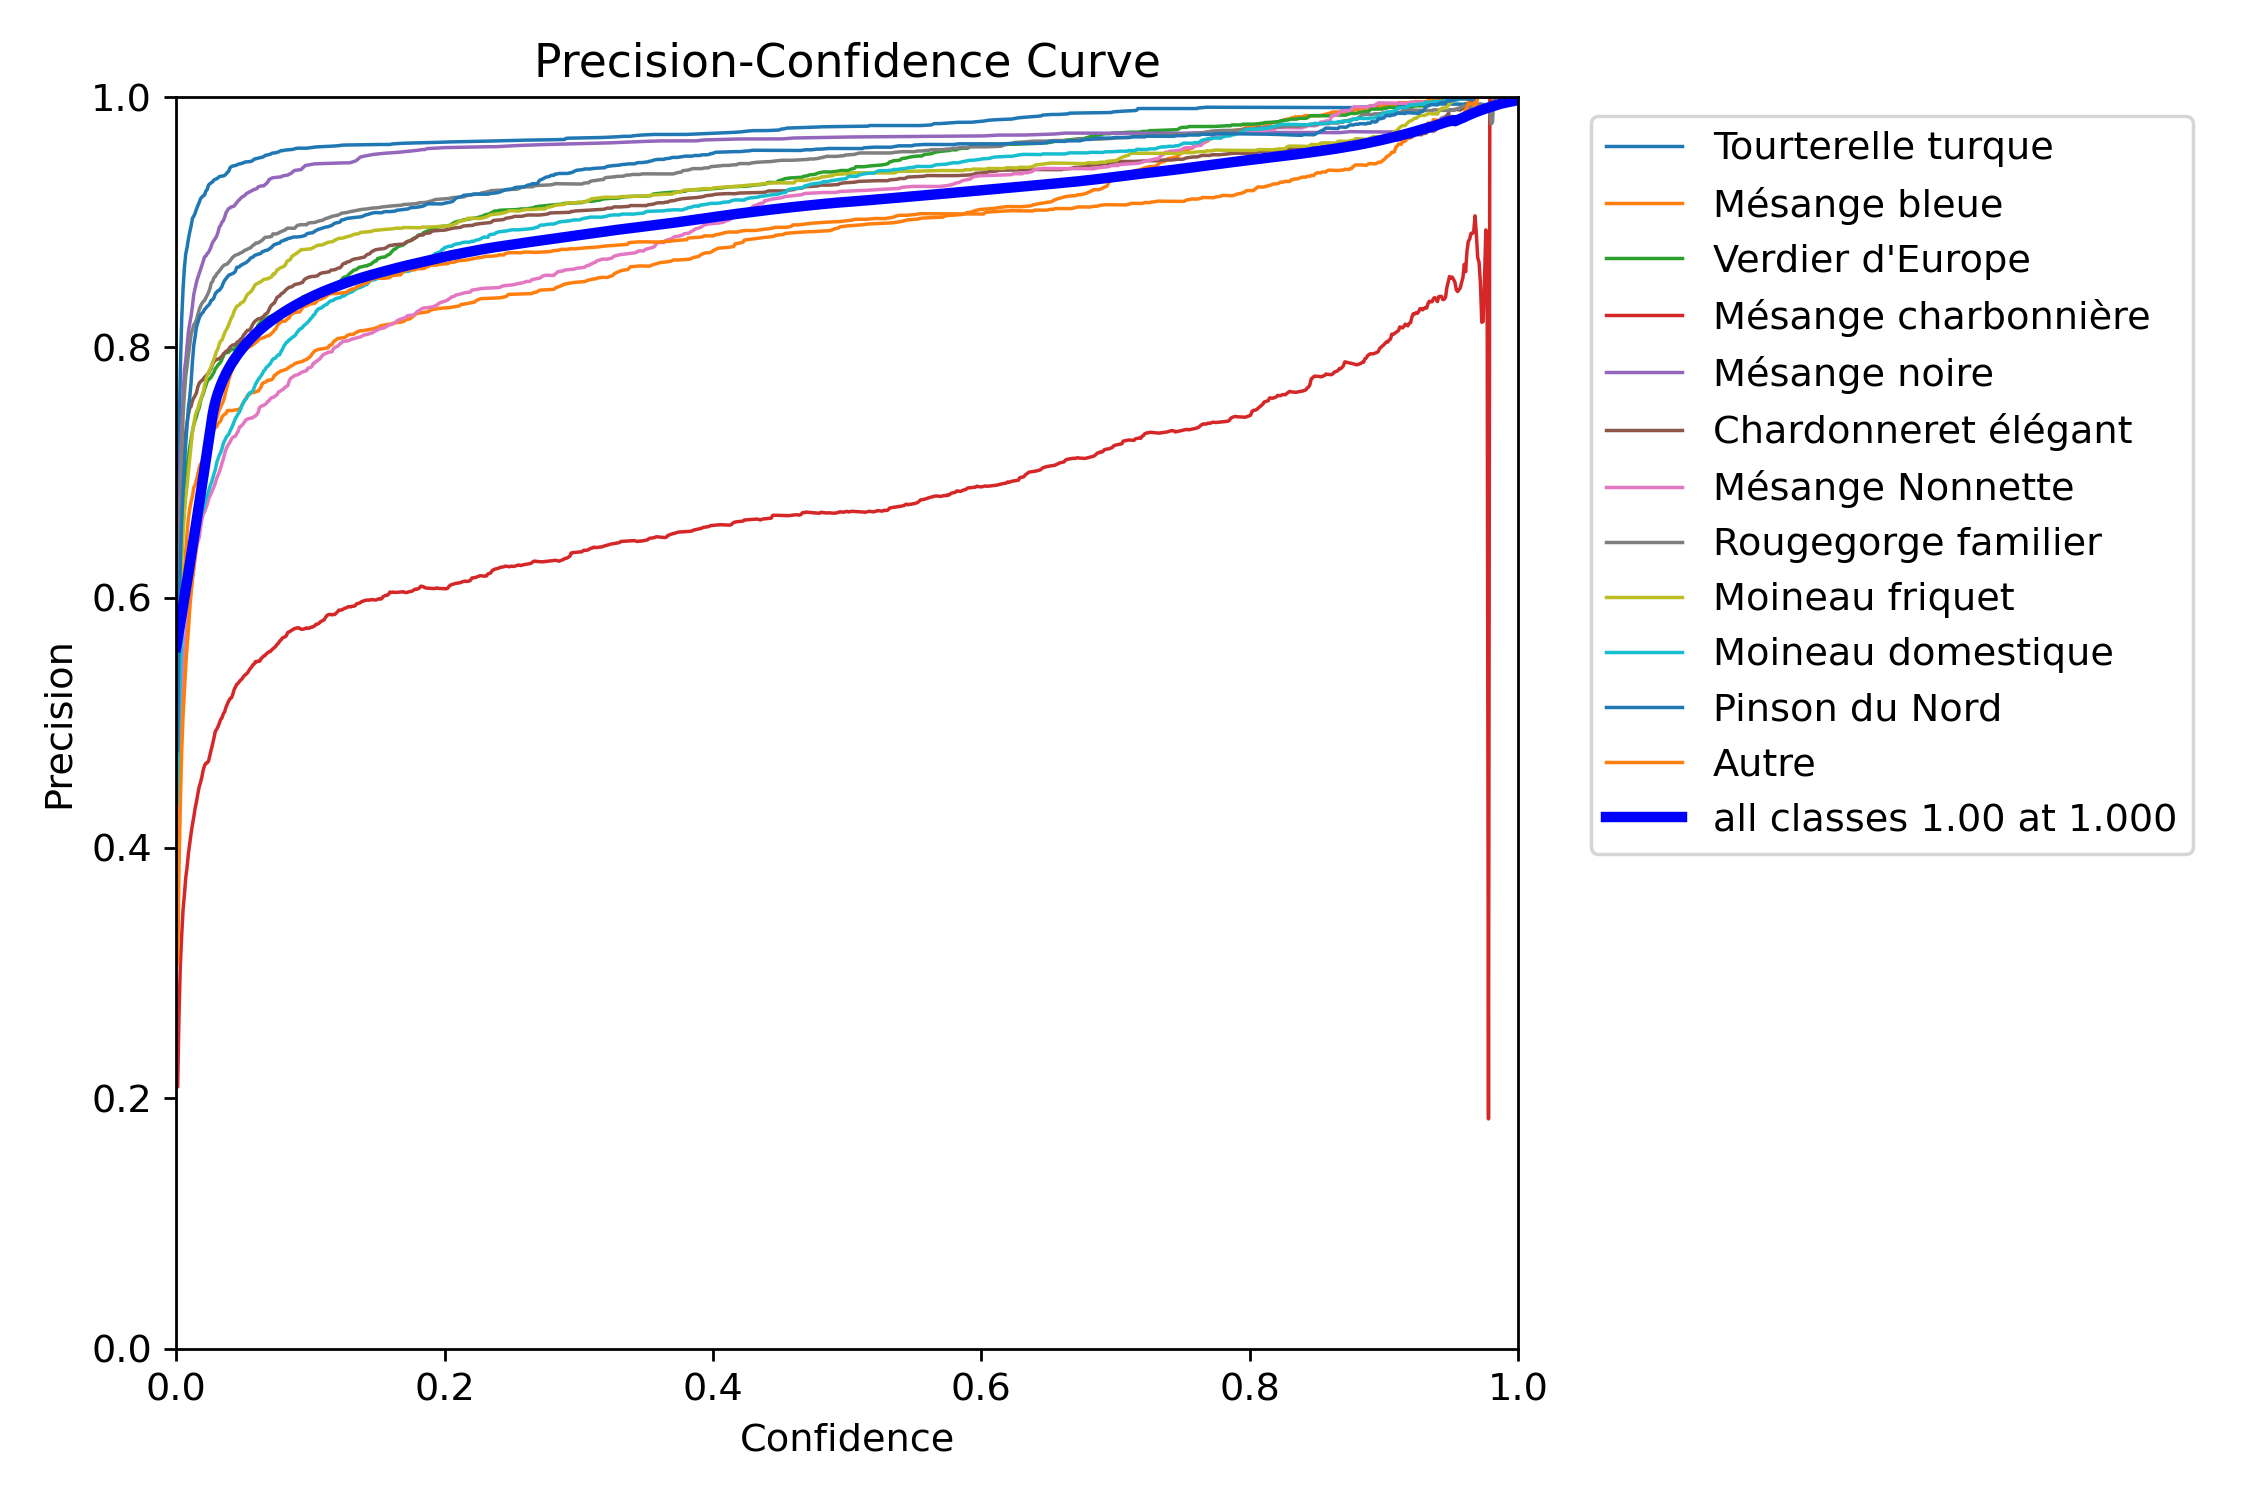 Precision-Confidence Curve
1.0
0.8
0.6
0.4
0.2
0.0
Precision
0.0 0.2 0.4 0.6 0.8 1.0
Confidence
Tourterelle turque
Mésange bleue
Verdier d'Europe
Mésange charbonnière
Mésange noire
Chardonneret élégant
Mésange Nonnette
Rougegorge familier
Moineau friquet
Moineau domestique
Pinson du Nord
Autre
all classes 1.00 at 1.000